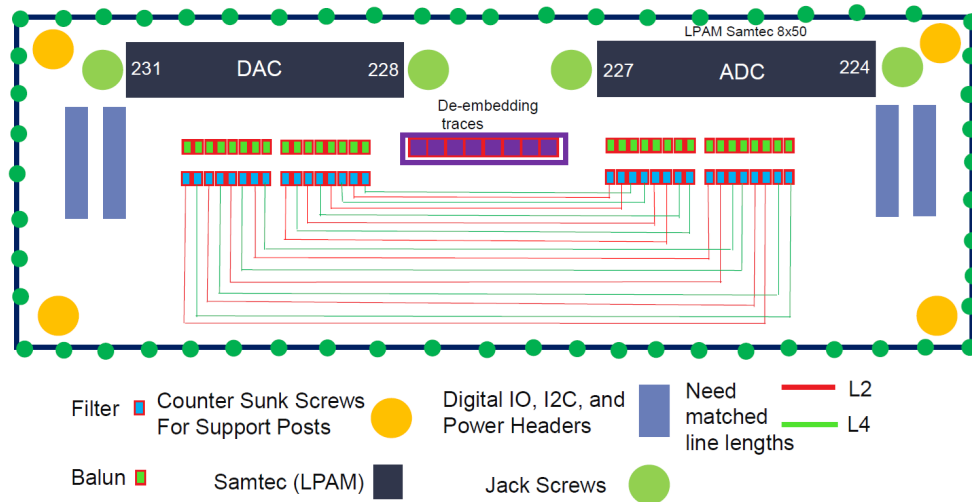 LPAM Samtec 8x50
231 DAC 228
227 ADC 224
De-embedding
traces
Filter
Counter Sunk Screws
For Support Posts
Digital IO, I2C, and
Power Headers
Need
matched
line lengths
L2
L4
Balun
Samtec (LPAM)
Jack Screws